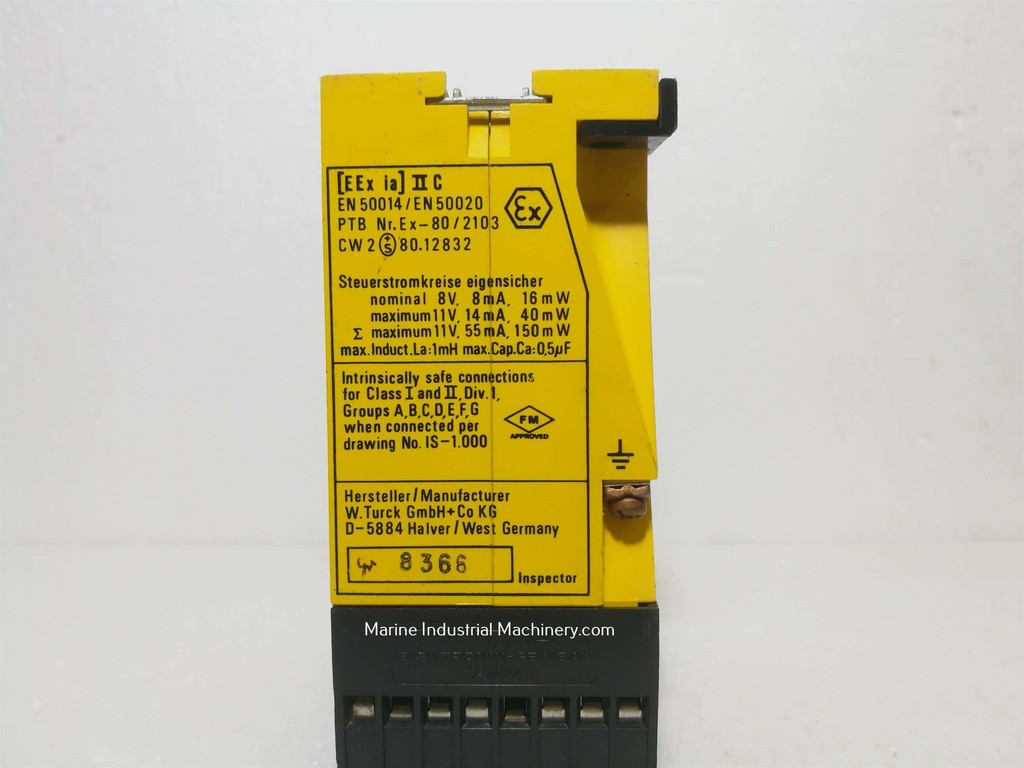 [EEx ia] II C
EN 50014/EN 50020
PTB Nr. Ex-80/2103
CW 2 S 80.12832
Ex
Steuerstromkreise eigensicher
nominal 8V, 8mA, 16mW
maximum 11V, 14mA, 40mW
Σ maximum 11V, 55mA, 150mW
max.Induct.La:1mH max.Cap.Ca:0,5µF
Intrinsically safe connections
for Class I and II, Div.1,
Groups A,B,C,D,E,F,G
when connected per
drawing No. IS-1.000
FM
APPROVED
Hersteller/Manufacturer
W.Turck GmbH+Co KG
D-5884 Halver/West Germany
8366
Inspector
Marine Industrial Machinery.com